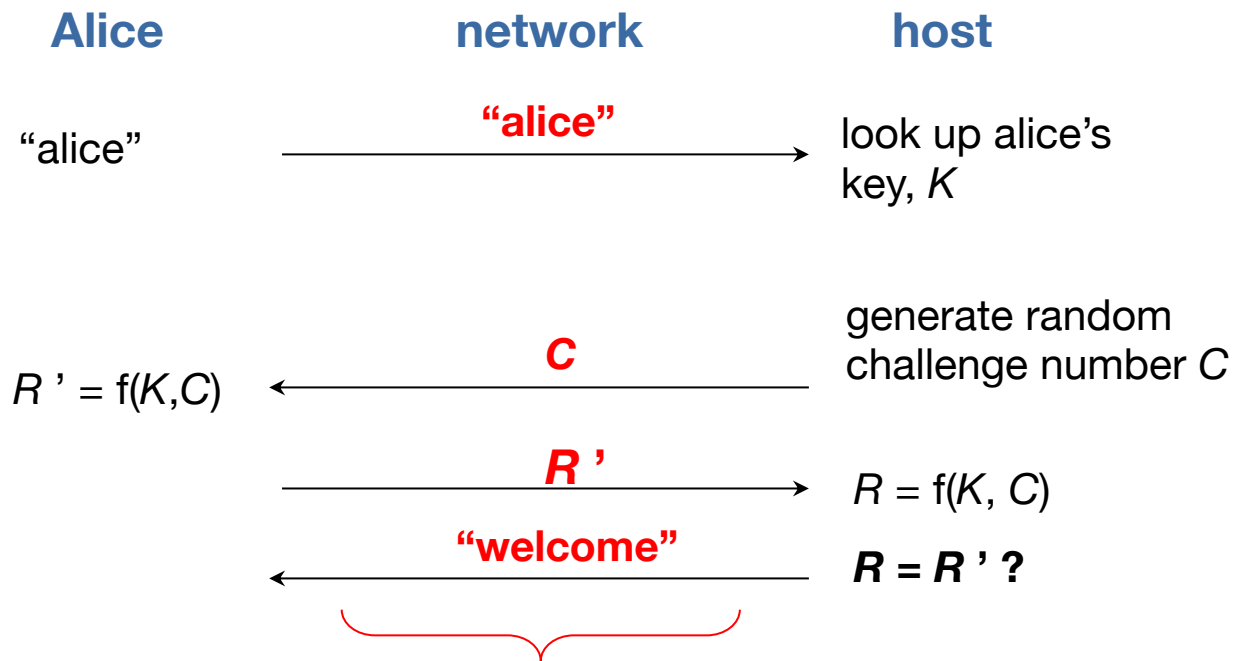 Alice network host
“alice” “alice” look up alice’s
key, K
generate random
challenge number C
C
R ’ = f(K,C)
R ’
R = f(K, C)
“welcome”
R = R ’ ?